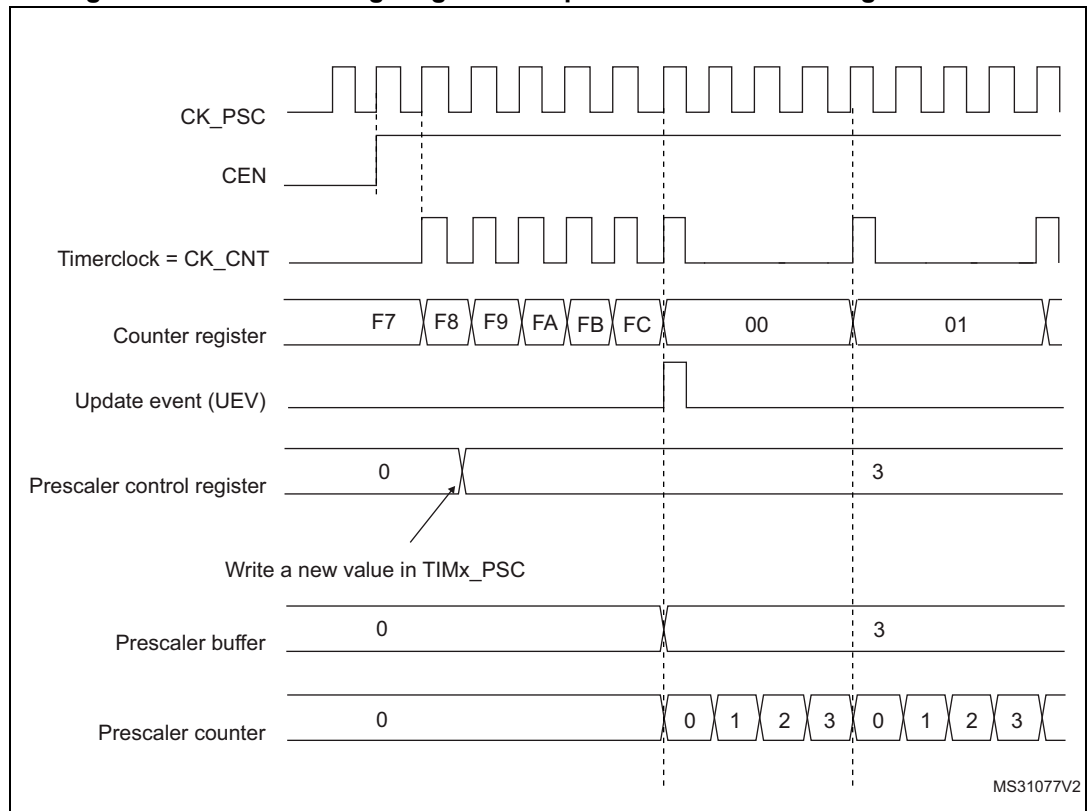 CK_PSC
CEN
Timerclock = CK_CNT
Counter register F7 F8 F9 FA FB FC 00 01
Update event (UEV)
Prescaler control register 0 3
Write a new value in TIMx_PSC
Prescaler buffer 0 3
Prescaler counter 0 0 1 2 3 0 1 2 3
MS31077V2